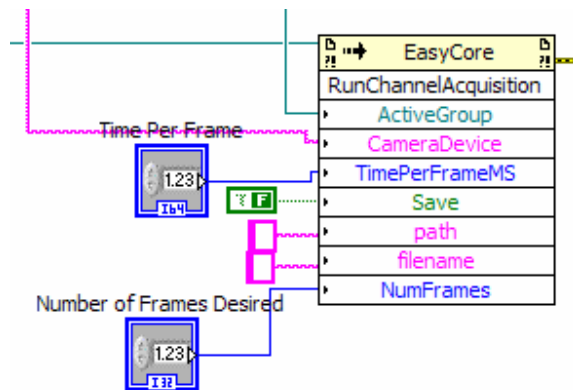 EasyCore
RunChannelAcquisition
ActiveGroup
Time Per Frame
CameraDevice
1.23
I64
TimePerFrameMS
F
Save
path
filename
Number of Frames Desired
NumFrames
1.23
I32